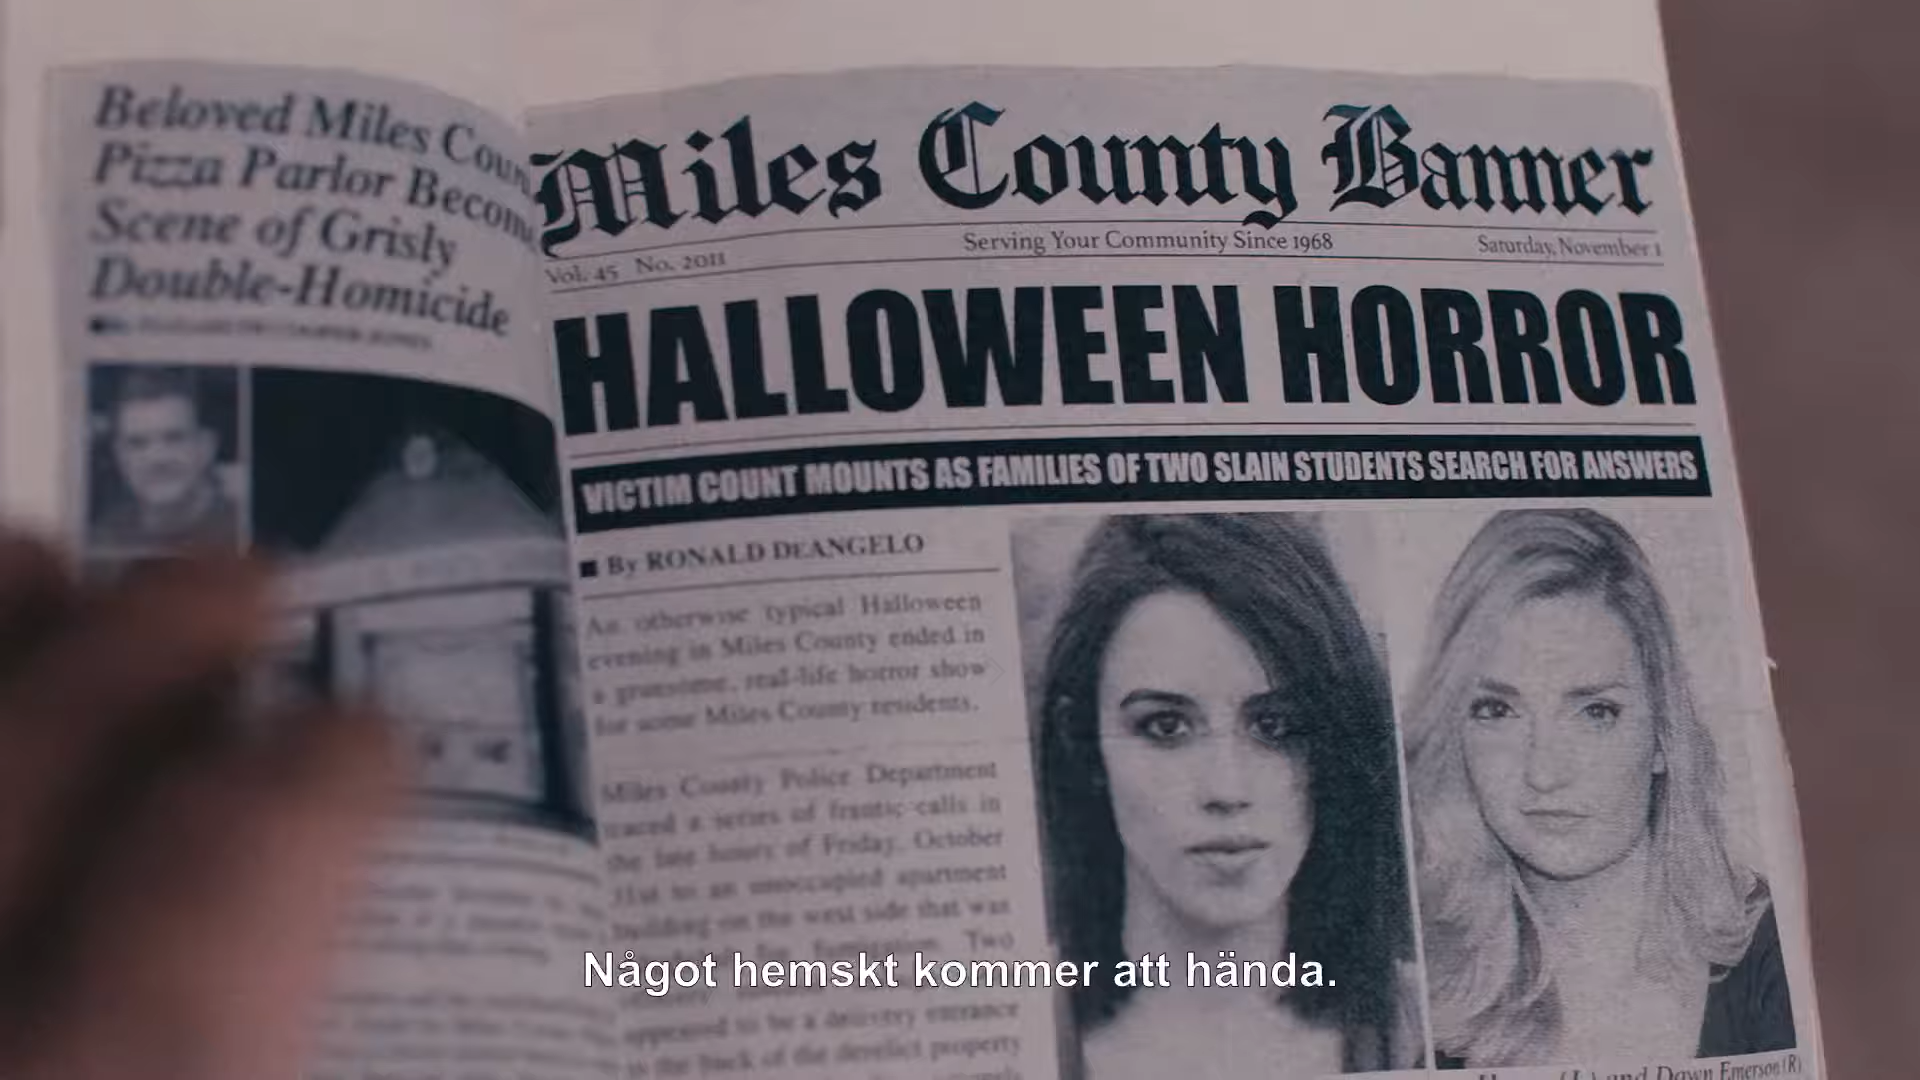 Beloved Miles Coun
Pizza Parlor Becom
Scene of Grisly
Double-Homicide
Miles County Banner
Vol. 45 No. 2011
Serving Your Community Since 1968
Saturday, November 1
HALLOWEEN HORROR
VICTIM COUNT MOUNTS AS FAMILIES OF TWO SLAIN STUDENTS SEARCH FOR ANSWERS
By RONALD DEANGELO
An otherwise typical Halloween
evening in Miles County ended in
a gruesome, real-life horror show
for some Miles County residents.
Miles County Police Department
traced a series of frantic calls in
the late hours of Friday, October
31st to an unoccupied apartment
building on the west side that was
Two
appeared to be a delivery entrance
in the back of the derelict property
(L) and Dawn Emerson (R)
Något hemskt kommer att hända.